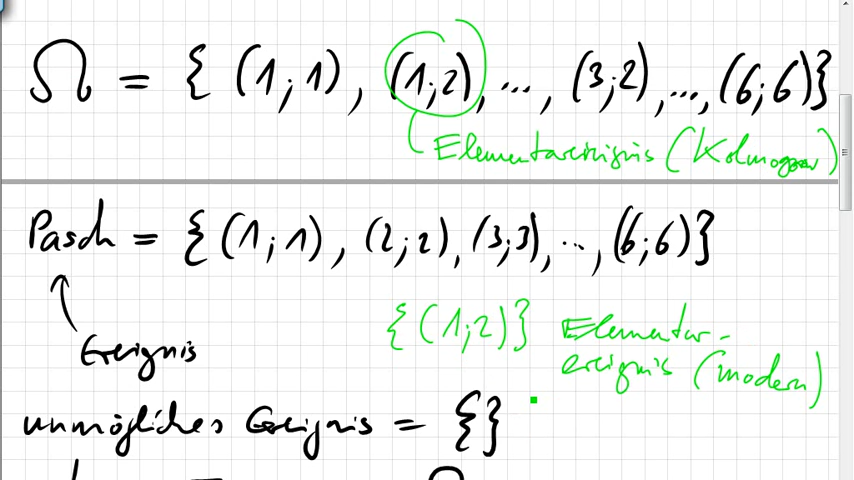 Ω = { (1;1), (1;2), ..., (3;2), ..., (6;6)}
Elementarereignis (Kolmogorow)
Pasch = { (1;1), (2;2), (3;3), ..., (6;6)}
Ereignis
{(1;2)} Elementar-
ereignis (modern)
unmögliches Ereignis = {}